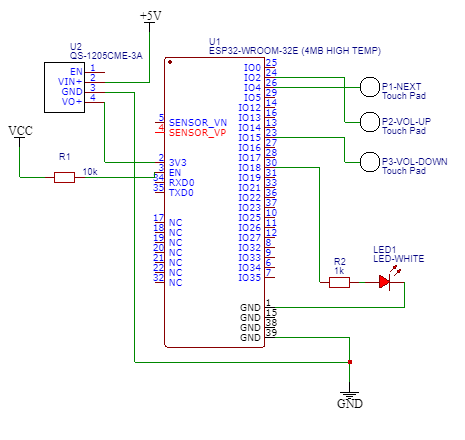 +5V
U2
QS-1205CME-3A
EN 1
VIN+ 2
GND 3
VO+ 4
VCC
R1
10k
U1
ESP32-WROOM-32E (4MB HIGH TEMP)
5 SENSOR_VN
4 SENSOR_VP
2 3V3
3 EN
34 RXD0
35 TXD0
17 NC
18 NC
19 NC
20 NC
21 NC
22 NC
32 NC
IO0 25
IO2 24
IO4 26
IO5 29
IO12 14
IO13 16
IO14 13
IO15 23
IO16 27
IO17 28
IO18 30
IO19 31
IO21 33
IO22 36
IO23 37
IO25 10
IO26 11
IO27 12
IO32 8
IO33 9
IO34 6
IO35 7
GND 1
GND 15
GND 38
GND 39
P1-NEXT
Touch Pad
P2-VOL-UP
Touch Pad
P3-VOL-DOWN
Touch Pad
R2
1k
LED1
LED-WHITE
GND